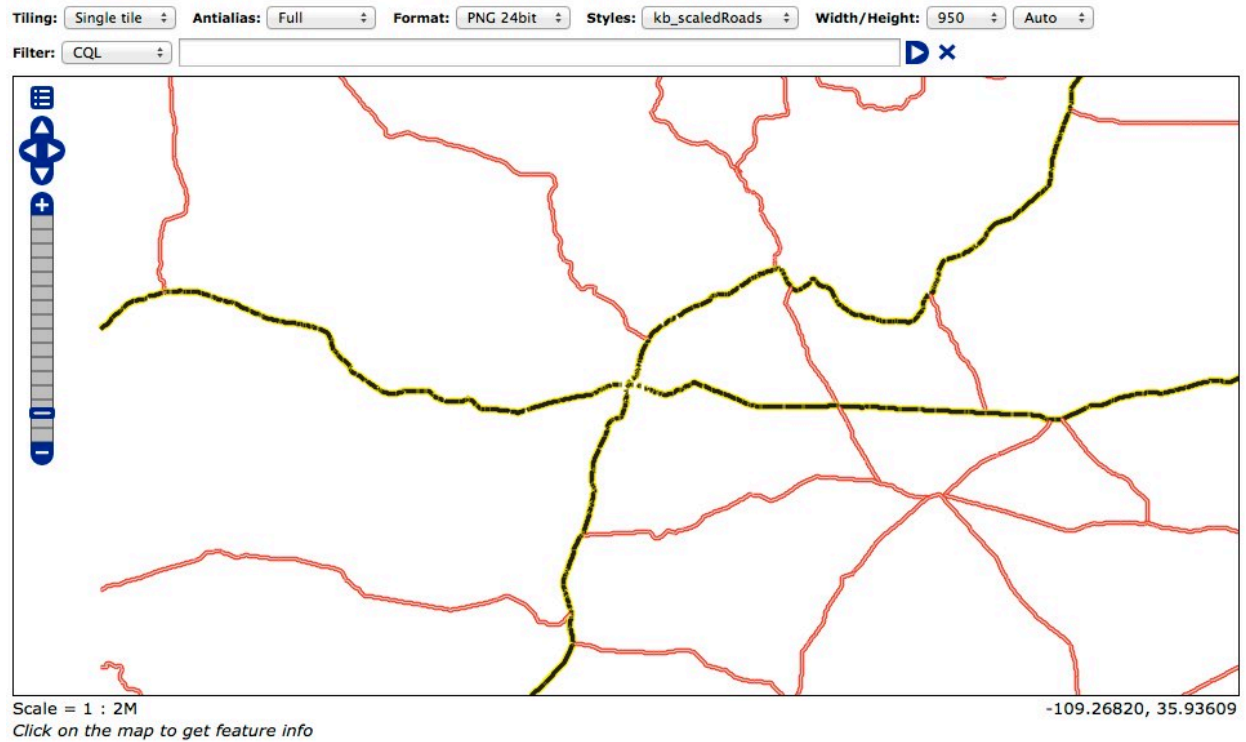 Tiling: Single tile Antialias: Full Format: PNG 24bit Styles: kb_scaledRoads Width/Height: 950 Auto
Filter: CQL
Scale = 1 : 2M -109.26820, 35.93609
Click on the map to get feature info